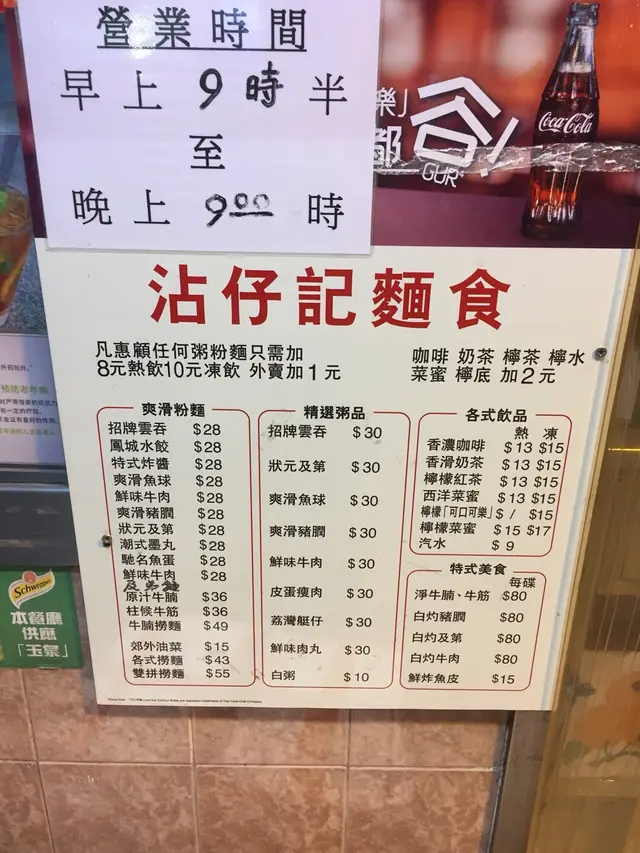 營業時間
早上 9時半
至
晚上 9:00 時
樂」
都
谷!
GUR
Coca-Cola
沾仔記麵食
凡惠顧任何粥粉麵只需加
8元熱飲10元凍飲 外賣加1元
咖啡 奶茶 檸茶 檸水
菜蜜 檸底 加2元
爽滑粉麵
招牌雲吞 $28
鳳城水餃 $28
特式炸醬 $28
爽滑魚球 $28
鮮味牛肉 $28
爽滑豬膶 $28
狀元及第 $28
潮式墨丸 $28
馳名魚蛋 $28
鮮味牛肉 $28
原汁牛腩 $36
柱候牛筋 $36
牛腩撈麵 $49
郊外油菜 $15
各式撈麵 $43
雙拼撈麵 $55
精選粥品
招牌雲吞 $30
狀元及第 $30
爽滑魚球 $30
爽滑豬膶 $30
鮮味牛肉 $30
皮蛋瘦肉 $30
荔灣艇仔 $30
鮮味肉丸 $30
白粥 $10
各式飲品
熱 凍
香濃咖啡 $13 $15
香滑奶茶 $13 $15
檸檬紅茶 $13 $15
西洋菜蜜 $13 $15
檸檬「可口可樂」 $ / $15
檸檬菜蜜 $15 $17
汽水 $9
特式美食
每碟
淨牛腩、牛筋 $80
白灼豬膶 $80
白灼及第 $80
白灼牛肉 $80
鮮炸魚皮 $15
Schweppes
本餐廳
供應
「玉泉」